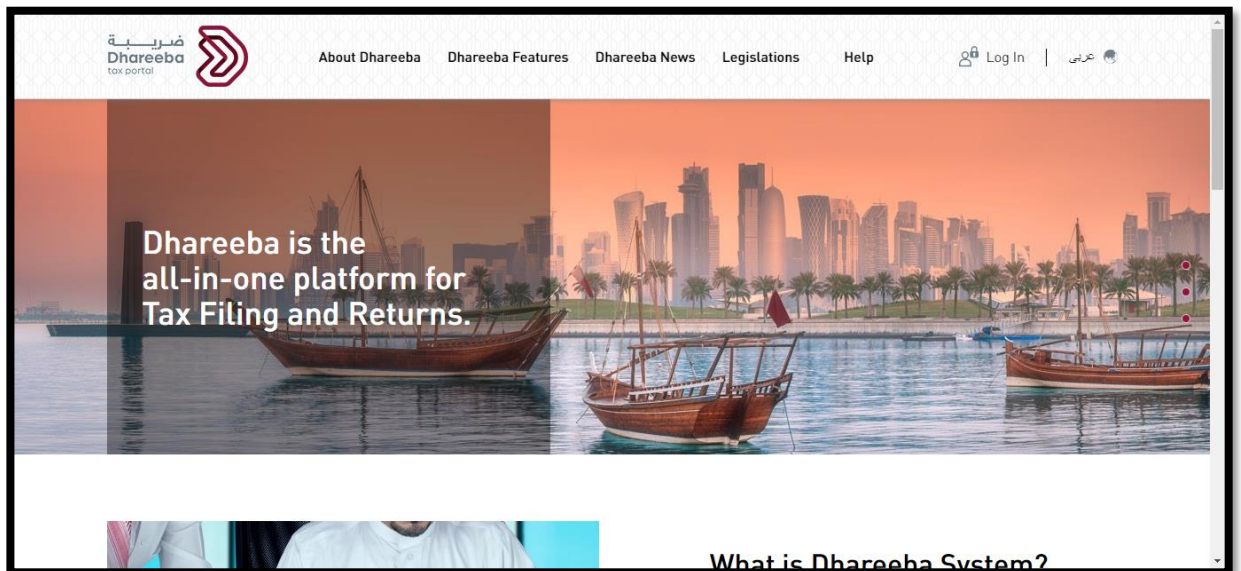 ضريبة
Dhareeba
tax portal
About Dhareeba
Dhareeba Features
Dhareeba News
Legislations
Help
Log In
عربى
Dhareeba is the
all-in-one platform for
Tax Filing and Returns.
What is Dhareeba System?